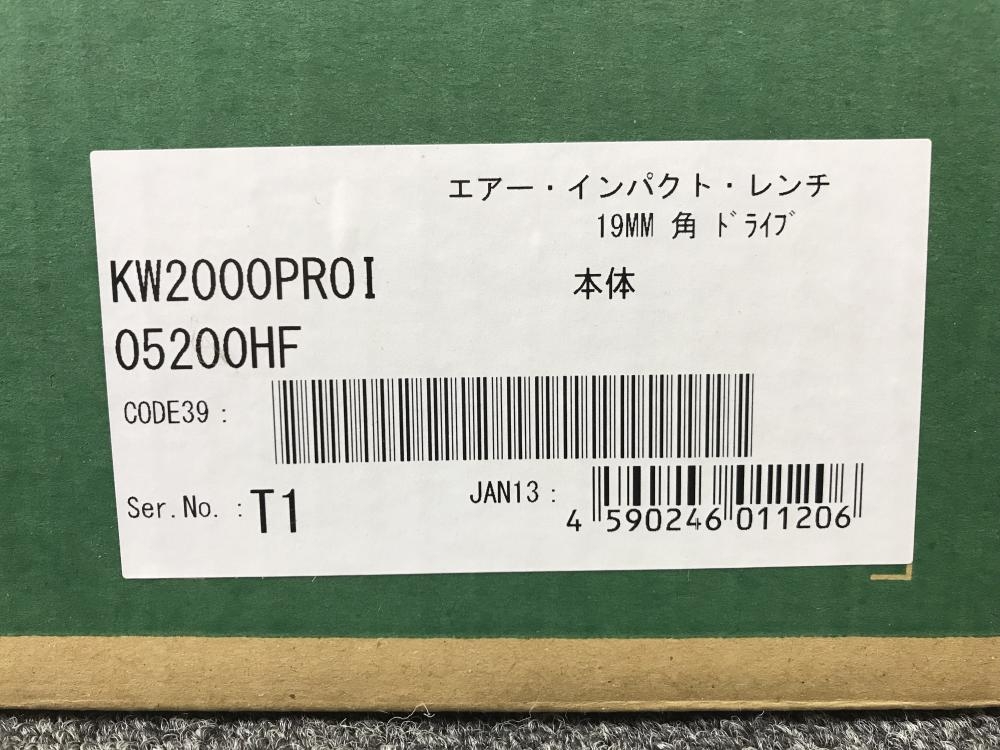 エアー・インパクト・レンチ
19MM 角 ﾄﾞﾗｲﾌﾞ
KW2000PROI
本体
05200HF
CODE39 :
Ser.No. : T1
JAN13 :
4 590246 011206